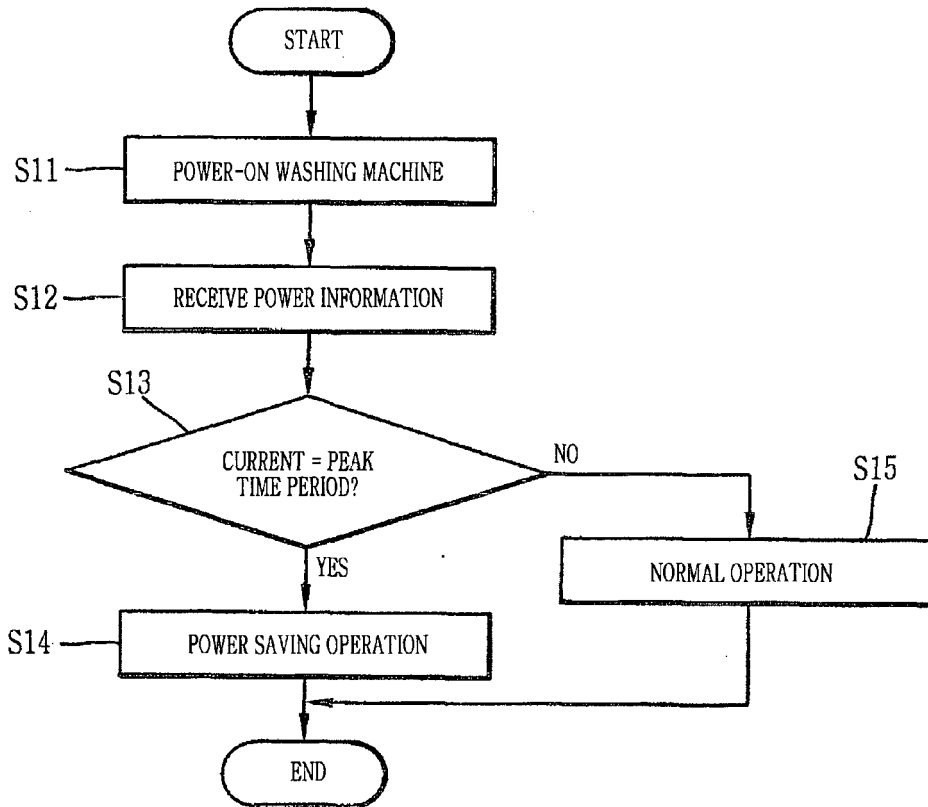 START
S11
POWER-ON WASHING MACHINE
S12
RECEIVE POWER INFORMATION
S13
CURRENT = PEAK
TIME PERIOD?
NO
S15
YES
NORMAL OPERATION
S14
POWER SAVING OPERATION
END